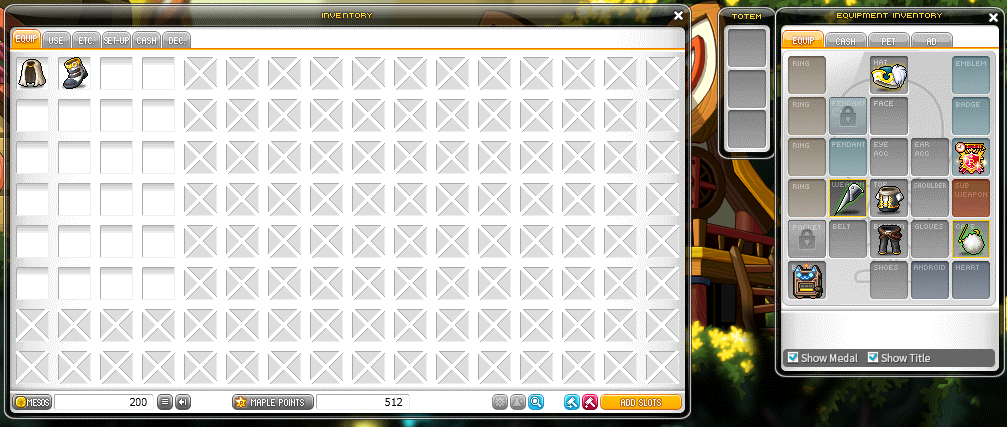 INVENTORY
EQUIP USE ETC. SET-UP CASH DEC.
MESOS 200 MAPLE POINTS 512 ADD SLOTS
TOTEM
EQUIPMENT INVENTORY
EQUIP CASH PET AD
RING HAT EMBLEM
RING PENDANT FACE BADGE
RING PENDANT EYE ACC EAR ACC
RING WEAPON TOP SHOULDER SUB WEAPON
POCKET BELT GLOVES
SHOES ANDROID HEART
Show Medal Show Title